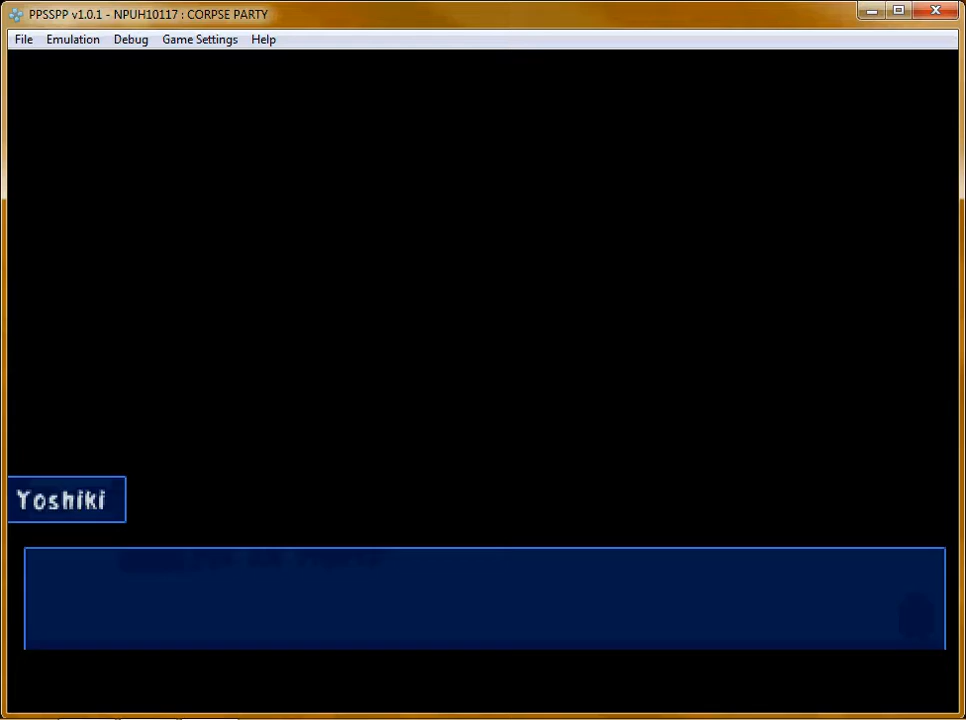 PPSSPP v1.0.1 - NPUH10117 : CORPSE PARTY
File Emulation Debug Game Settings Help
Yoshiki